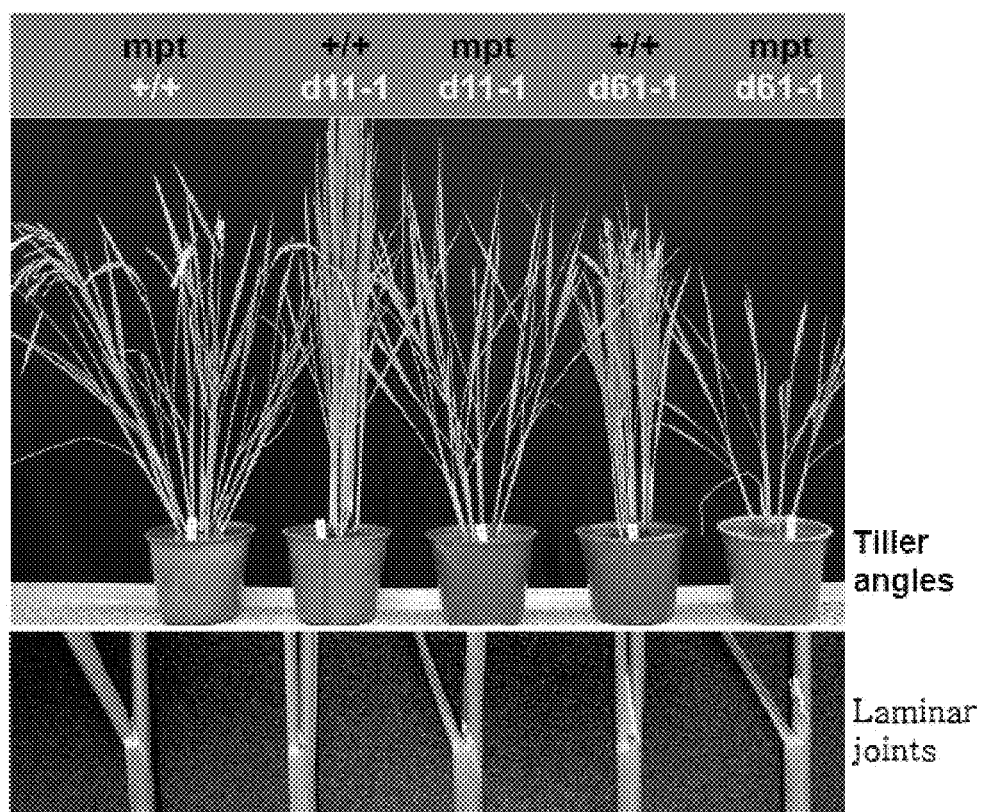 mpt +/+ mpt +/+ mpt
+/+ d11-1 d11-1 d61-1 d61-1
Tiller
angles
Laminar
joints